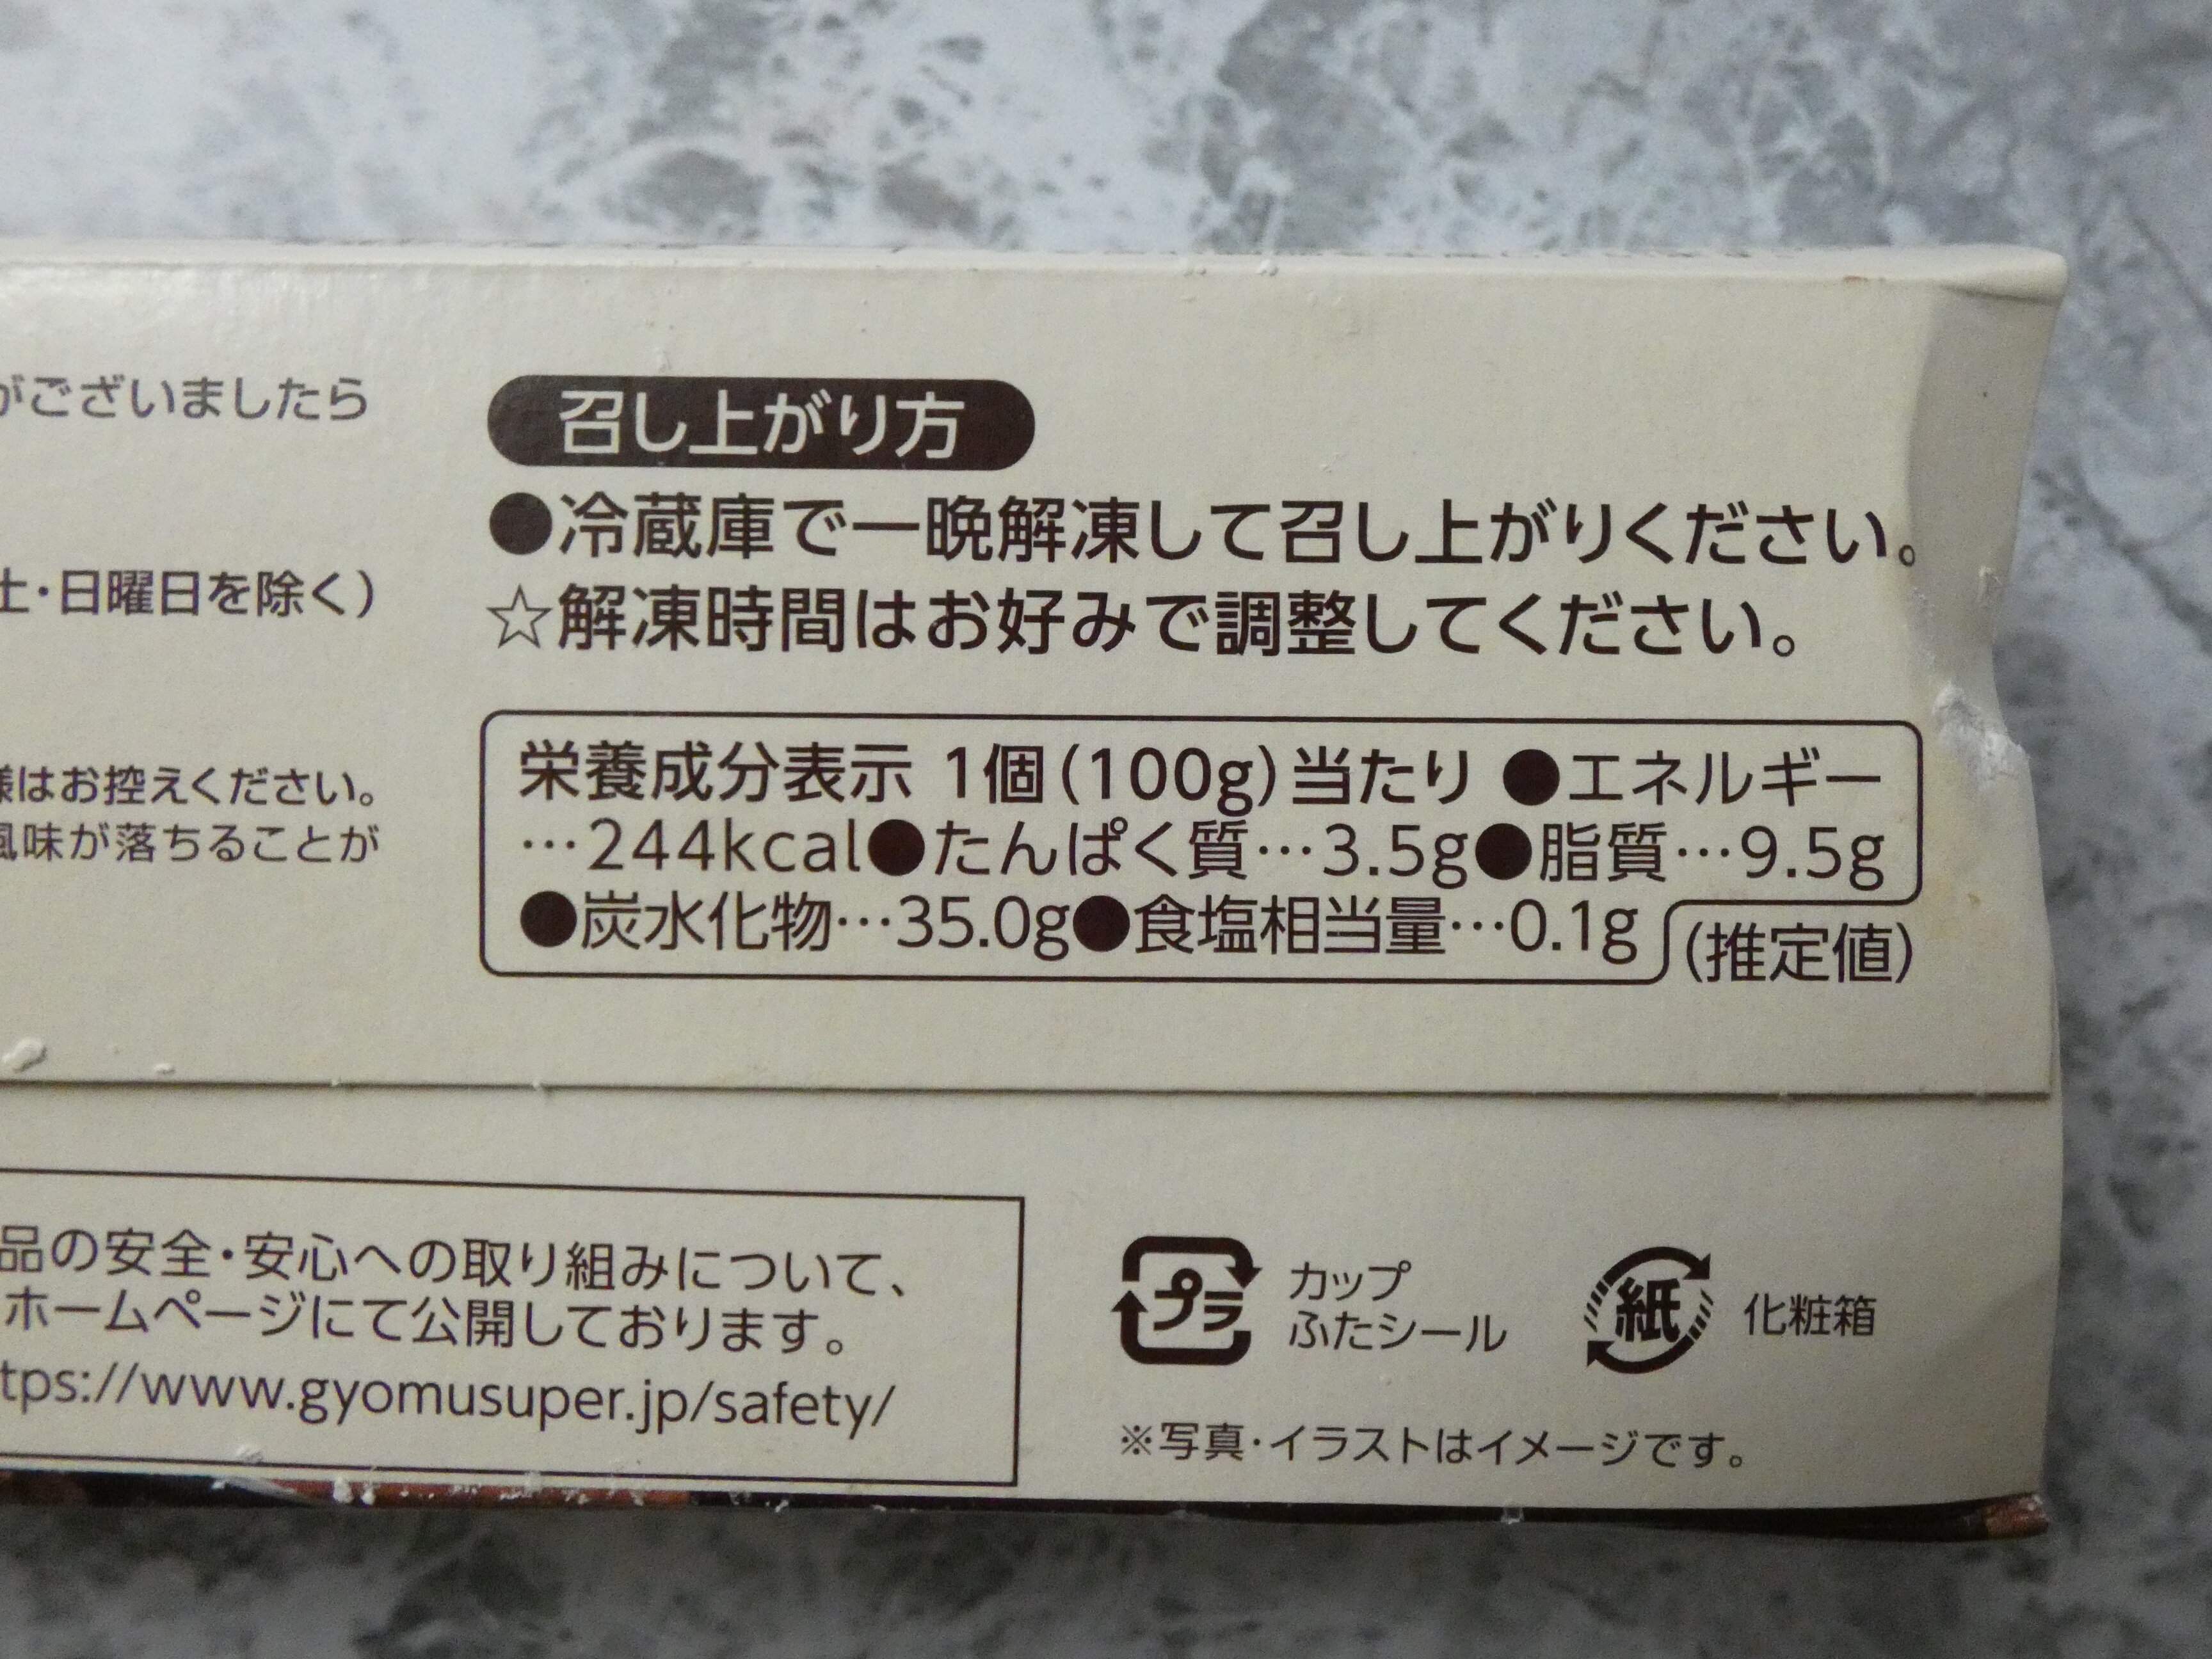 がございましたら
土・日曜日を除く)
様はお控えください。
風味が落ちることが
召し上がり方
●冷蔵庫で一晩解凍して召し上がりください。
☆解凍時間はお好みで調整してください。
栄養成分表示 1個(100g)当たり ●エネルギー
…244kcal●たんぱく質…3.5g●脂質…9.5g
●炭水化物…35.0g●食塩相当量…0.1g
(推定値)
品の安全・安心への取り組みについて、
ホームページにて公開しております。
tps://www.gyomusuper.jp/safety/
プラ
カップ
ふたシール
紙
化粧箱
※写真・イラストはイメージです。